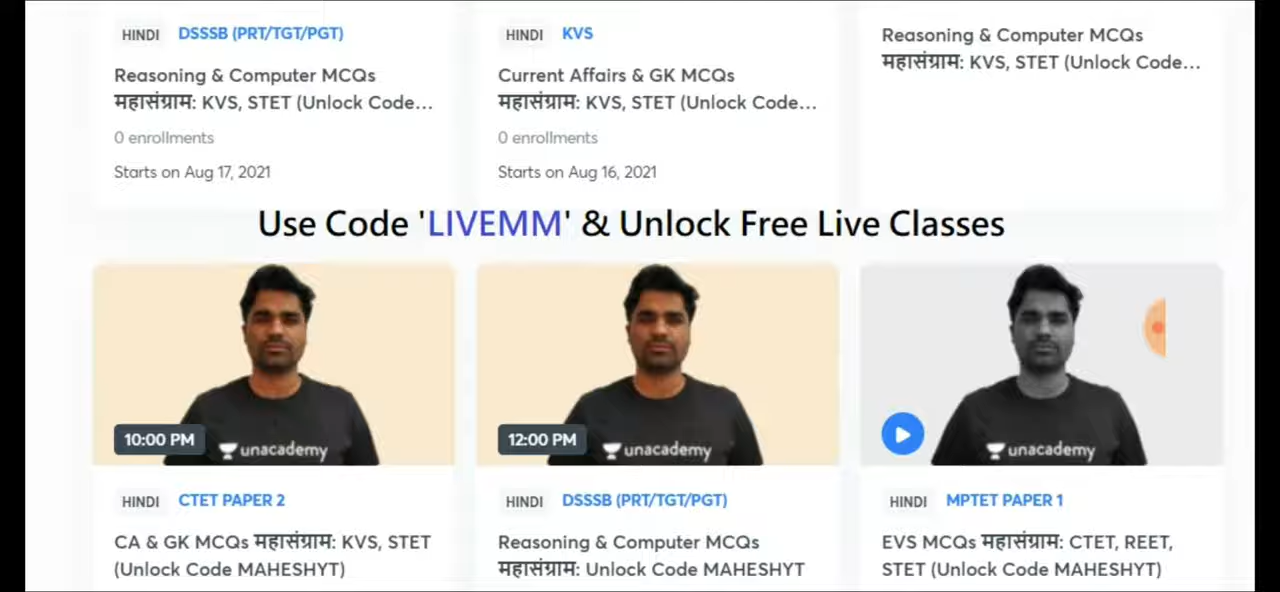 HINDI DSSSB (PRT/TGT/PGT)
Reasoning & Computer MCQs
महासंग्राम: KVS, STET (Unlock Code...
0 enrollments
Starts on Aug 17, 2021
HINDI KVS
Current Affairs & GK MCQs
महासंग्राम: KVS, STET (Unlock Code...
0 enrollments
Starts on Aug 16, 2021
Reasoning & Computer MCQs
महासंग्राम: KVS, STET (Unlock Code...
Use Code 'LIVEMM' & Unlock Free Live Classes
10:00 PM
unacademy
HINDI CTET PAPER 2
CA & GK MCQs महासंग्राम: KVS, STET
(Unlock Code MAHESHYT)
12:00 PM
unacademy
HINDI DSSSB (PRT/TGT/PGT)
Reasoning & Computer MCQs
महासंग्राम: Unlock Code MAHESHYT
unacademy
HINDI MPTET PAPER 1
EVS MCQs महासंग्राम: CTET, REET,
STET (Unlock Code MAHESHYT)